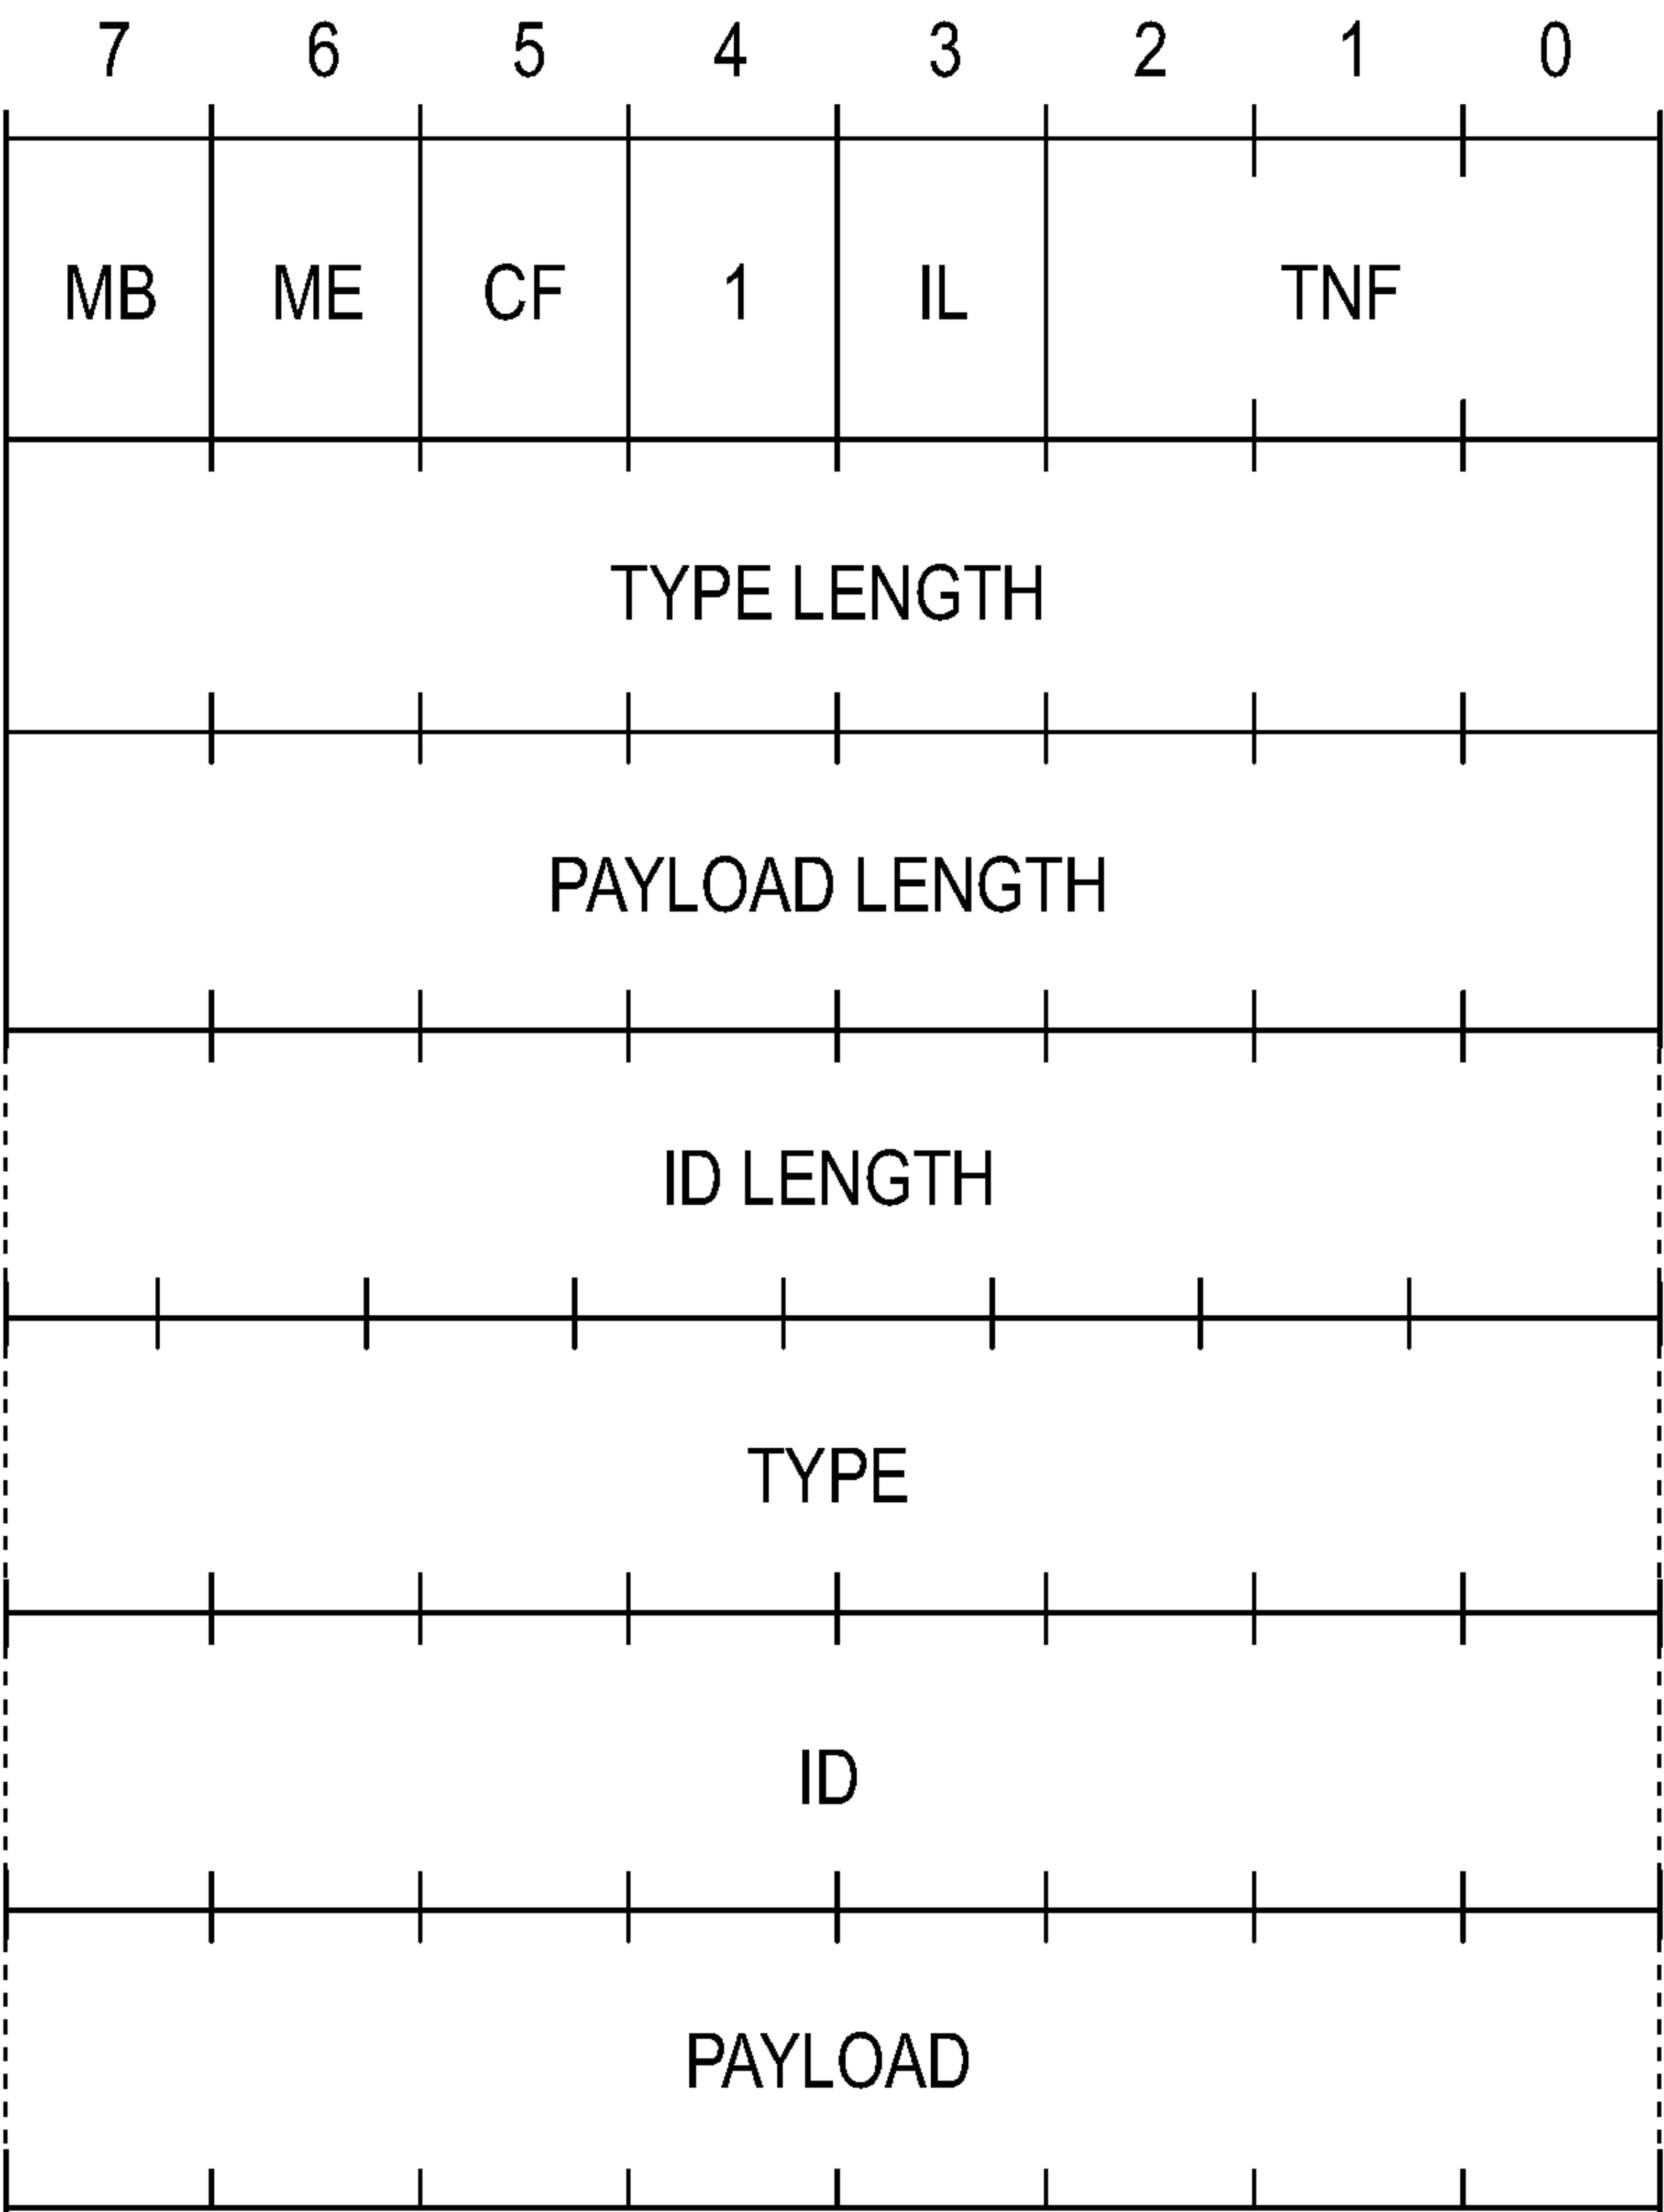 7 6 5 4 3 2 1 0
MB ME CF 1 IL TNF
TYPE LENGTH
PAYLOAD LENGTH
ID LENGTH
TYPE
ID
PAYLOAD